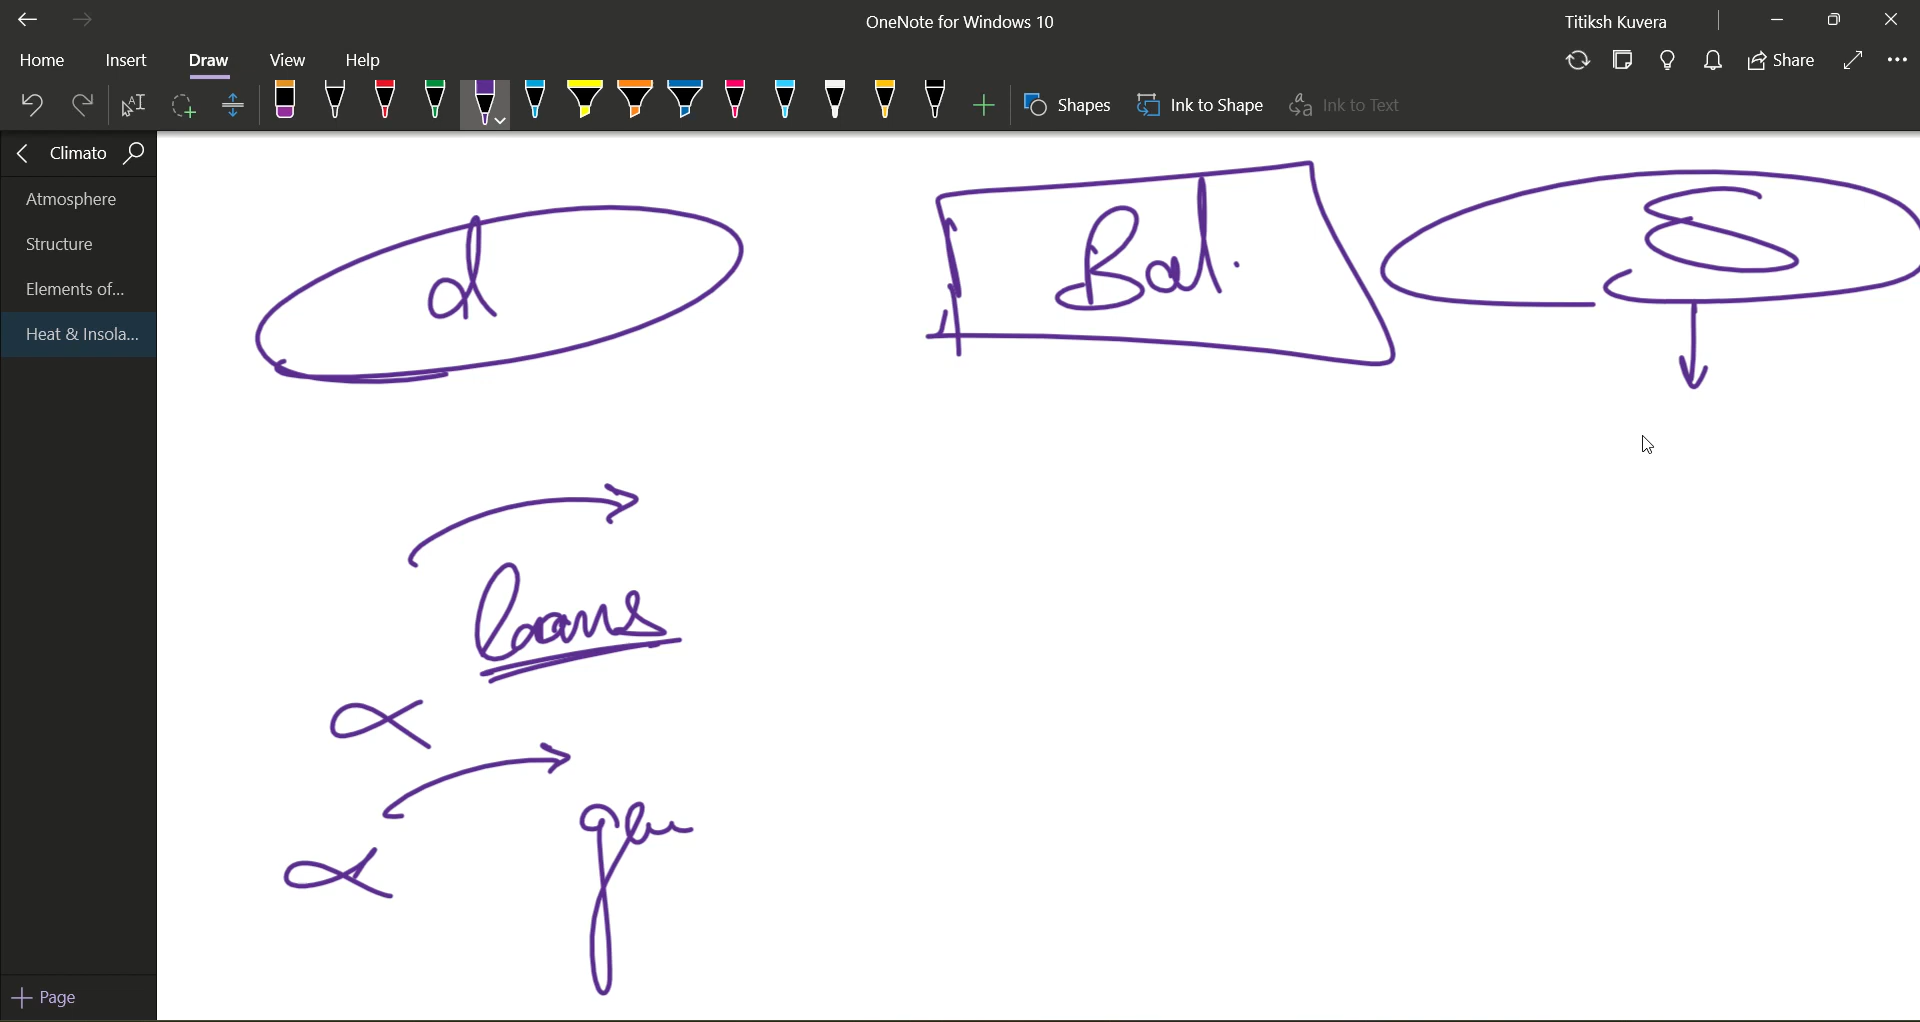 OneNote for Windows 10
Titiksh Kuvera
Home Insert Draw View Help
Share
Shapes Ink to Shape Ink to Text
Climato
Atmosphere
Structure
Elements of...
Heat & Insola...
d Bal.
loans
α
α
Page